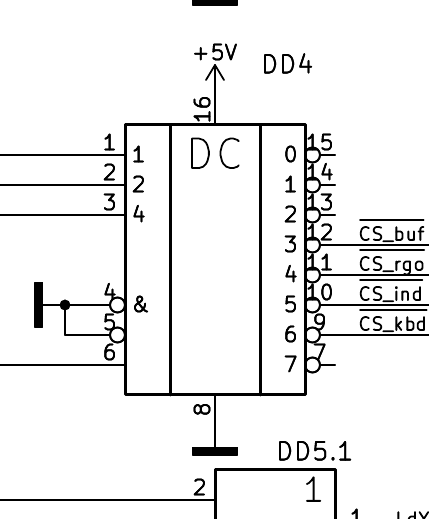 +5V
DD4
16
DC
1 1
2 2
3 4
4 &
5
6
0 15
1 14
2 13
3 12 CS_buf
4 11 CS_rgo
5 10 CS_ind
6 9 CS_kbd
7 7
8
DD5.1
2
1
1